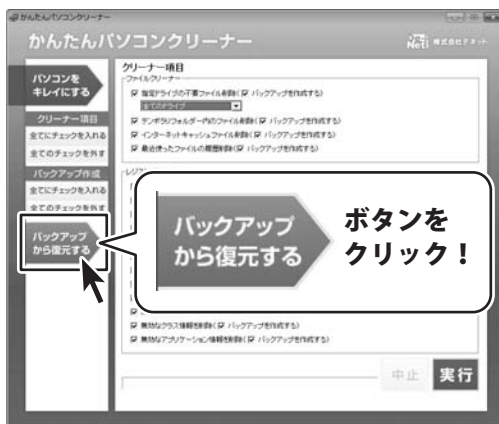 かんたんパソコンクリーナー
かんたんパソコンクリーナー
株式会社デネット
パソコンを
キレイにする
クリーナー項目
全てにチェックを入れる
全てのチェックを外す
バックアップ作成
全てにチェックを入れる
全てのチェックを外す
バックアップ
から復元する
クリーナー項目
ファイルクリーナー
指定ドライブの不要ファイル削除(バックアップを作成する)
全てのドライブ
テンポラリフォルダー内のファイル削除(バックアップを作成する)
インターネットキャッシュファイル削除(バックアップを作成する)
最近使ったファイルの履歴削除(バックアップを作成する)
バックアップ
から復元する
ボタンを
クリック！
無効なクラス情報を削除(バックアップを作成する)
無効なアプリケーション情報を削除(バックアップを作成する)
中止
実行